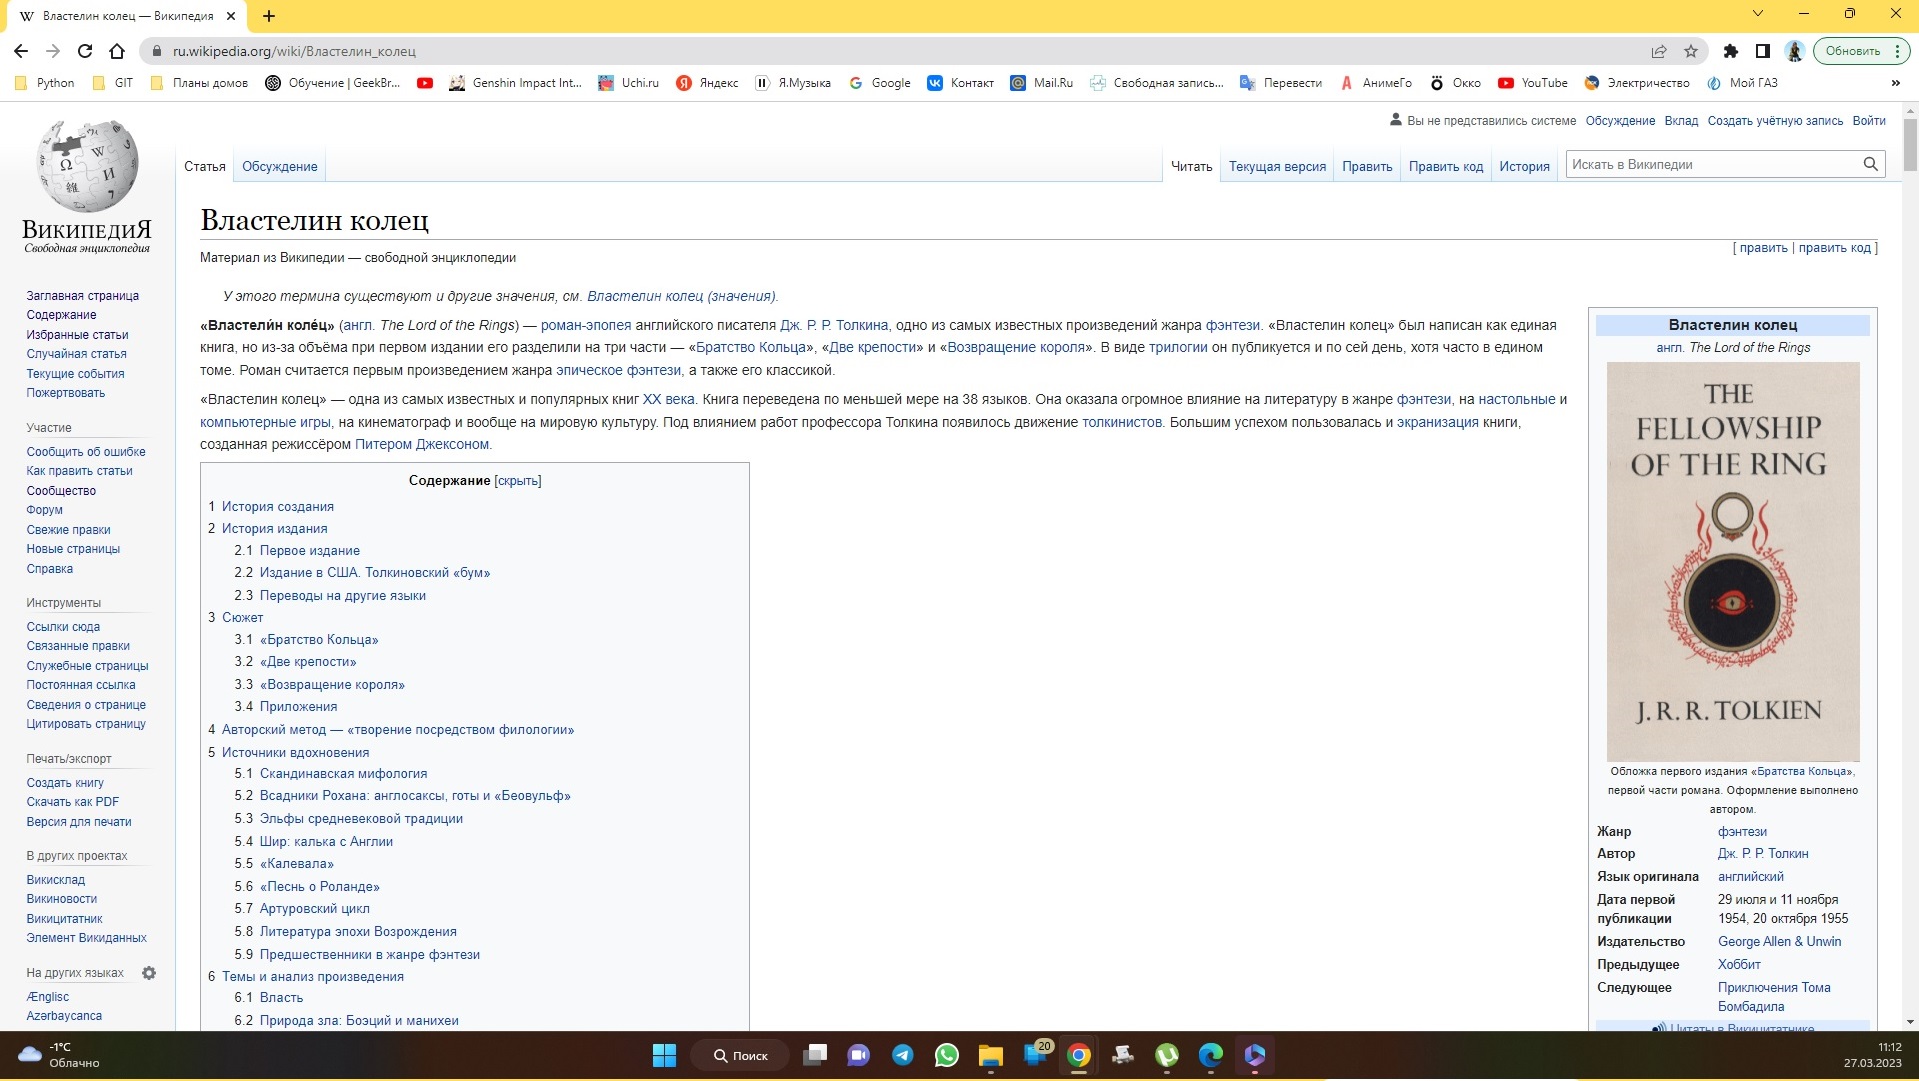 Властелин колец — Википедия
ru.wikipedia.org/wiki/Властелин_колец
Обновить
Python
GIT
Планы домов
Обучение | GeekBr...
Genshin Impact Int...
Uchi.ru
Яндекс
Я.Музыка
Google
Контакт
Mail.Ru
Свободная запись...
Перевести
АнимеГо
Окко
YouTube
Электричество
Мой ГАЗ
»
Вы не представились системе
Обсуждение
Вклад
Создать учётную запись
Войти
ВикипедиЯ
Свободная энциклопедия
Статья
Обсуждение
Читать
Текущая версия
Править
Править код
История
Искать в Википедии
Заглавная страница
Содержание
Избранные статьи
Случайная статья
Текущие события
Пожертвовать
Участие
Сообщить об ошибке
Как править статьи
Сообщество
Форум
Свежие правки
Новые страницы
Справка
Инструменты
Ссылки сюда
Связанные правки
Служебные страницы
Постоянная ссылка
Сведения о странице
Цитировать страницу
Печать/экспорт
Создать книгу
Скачать как PDF
Версия для печати
В других проектах
Викисклад
Викиновости
Викицитатник
Элемент Викиданных
На других языках
Ænglisc
Azərbaycanca
Властелин колец
[ править | править код ]
Материал из Википедии — свободной энциклопедии
У этого термина существуют и другие значения, см. Властелин колец (значения).
«Властели́н коле́ц» (англ. The Lord of the Rings) — роман-эпопея английского писателя Дж. Р. Р. Толкина, одно из самых известных произведений жанра фэнтези. «Властелин колец» был написан как единая
книга, но из-за объёма при первом издании его разделили на три части — «Братство Кольца», «Две крепости» и «Возвращение короля». В виде трилогии он публикуется и по сей день, хотя часто в едином
томе. Роман считается первым произведением жанра эпическое фэнтези, а также его классикой.
«Властелин колец» — одна из самых известных и популярных книг XX века. Книга переведена по меньшей мере на 38 языков. Она оказала огромное влияние на литературу в жанре фэнтези, на настольные и
компьютерные игры, на кинематограф и вообще на мировую культуру. Под влиянием работ профессора Толкина появилось движение толкинистов. Большим успехом пользовалась и экранизация книги,
созданная режиссёром Питером Джексоном.
Содержание [скрыть]
1 История создания
2 История издания
2.1 Первое издание
2.2 Издание в США. Толкиновский «бум»
2.3 Переводы на другие языки
3 Сюжет
3.1 «Братство Кольца»
3.2 «Две крепости»
3.3 «Возвращение короля»
3.4 Приложения
4 Авторский метод — «творение посредством филологии»
5 Источники вдохновения
5.1 Скандинавская мифология
5.2 Всадники Рохана: англосаксы, готы и «Беовульф»
5.3 Эльфы средневековой традиции
5.4 Шир: калька с Англии
5.5 «Калевала»
5.6 «Песнь о Роланде»
5.7 Артуровский цикл
5.8 Литература эпохи Возрождения
5.9 Предшественники в жанре фэнтези
6 Темы и анализ произведения
6.1 Власть
6.2 Природа зла: Боэций и манихеи
Властелин колец
англ. The Lord of the Rings
THE
FELLOWSHIP
OF THE RING
J. R. R. TOLKIEN
Обложка первого издания «Братства Кольца»,
первой части романа. Оформление выполнено
автором.
Жанр фэнтези
Автор Дж. Р. Р. Толкин
Язык оригинала английский
Дата первой публикации 29 июля и 11 ноября
1954, 20 октября 1955
Издательство George Allen & Unwin
Предыдущее Хоббит
Следующее Приключения Тома
Бомбадила
Цитаты в Викицитатнике
-1°C
Облачно
Поиск
20
11:12
27.03.2023